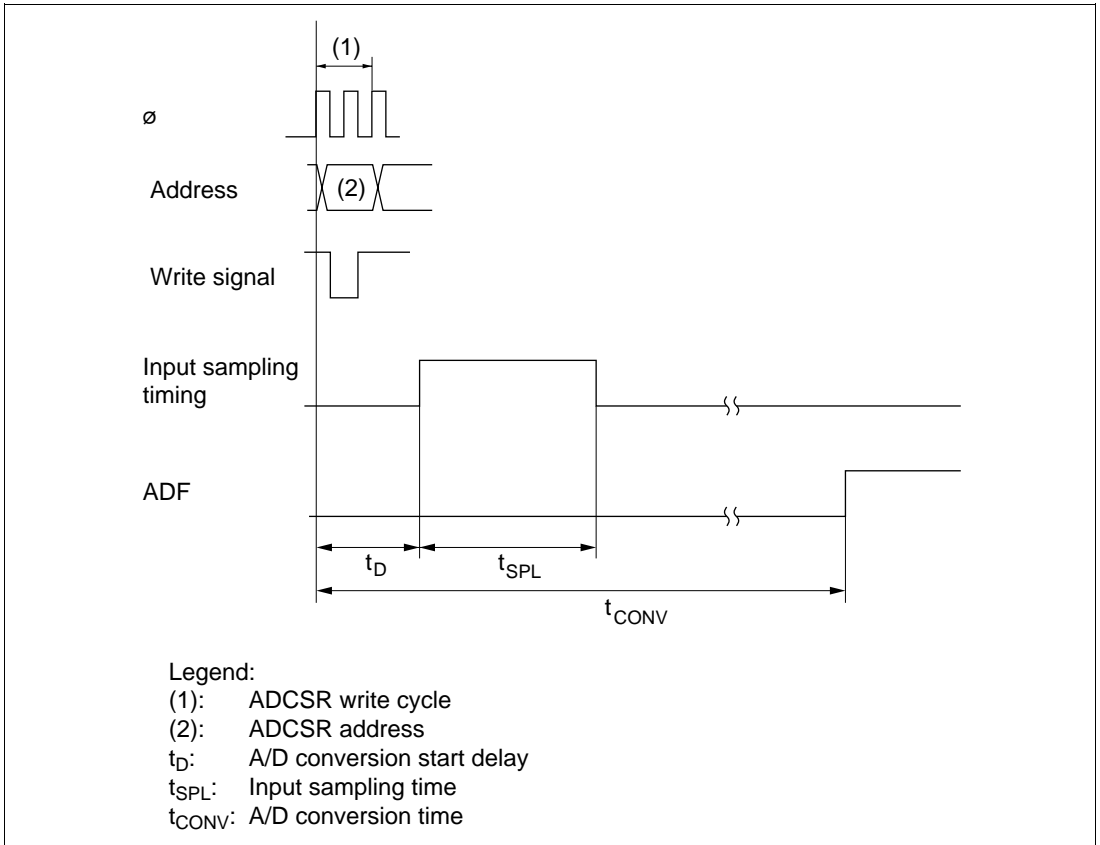 (1)
ø
Address
(2)
Write signal
Input sampling
timing
ADF
tD
tSPL
tCONV
Legend:
(1): ADCSR write cycle
(2): ADCSR address
tD: A/D conversion start delay
tSPL: Input sampling time
tCONV: A/D conversion time